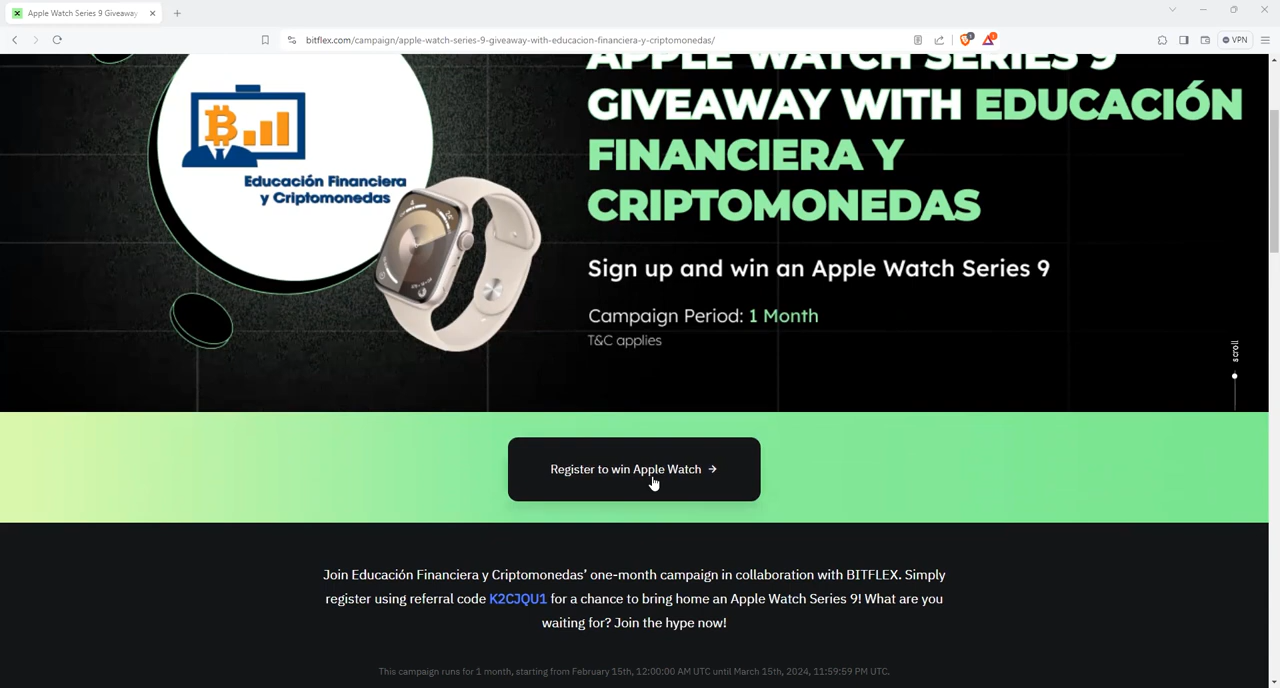 Apple Watch Series 9 Giveaway
bitflex.com/campaign/apple-watch-series-9-giveaway-with-educacion-financiera-y-criptomonedas/
VPN
APPLE WATCH SERIES 9
GIVEAWAY WITH EDUCACIÓN
FINANCIERA Y
CRIPTOMONEDAS
Educación Financiera
y Criptomonedas
Sign up and win an Apple Watch Series 9
Campaign Period: 1 Month
T&C applies
scroll
Register to win Apple Watch →
Join Educación Financiera y Criptomonedas’ one-month campaign in collaboration with BITFLEX. Simply
register using referral code K2CJQU1 for a chance to bring home an Apple Watch Series 9! What are you
waiting for? Join the hype now!
This campaign runs for 1 month, starting from February 15th, 12:00:00 AM UTC until March 15th, 2024, 11:59:59 PM UTC.